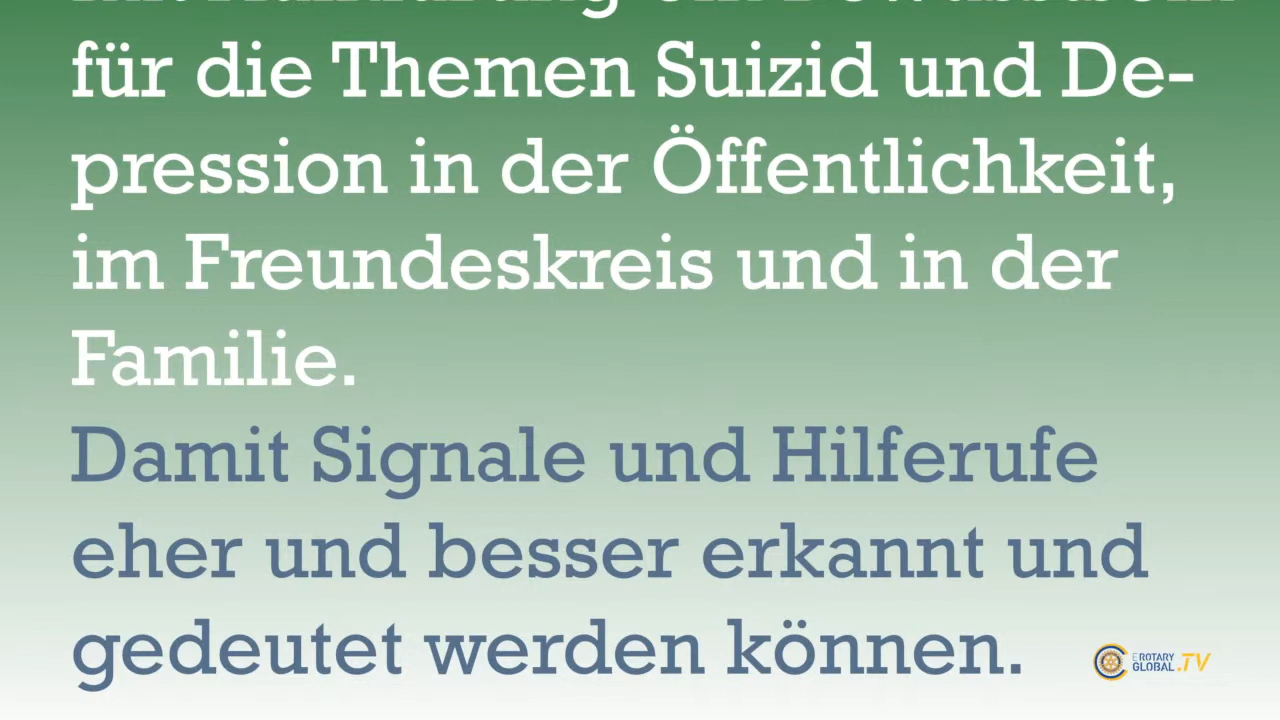 für die Themen Suizid und De-
pression in der Öffentlichkeit,
im Freundeskreis und in der
Familie.
Damit Signale und Hilferufe
eher und besser erkannt und
gedeutet werden können.
EROTARY
GLOBAL.TV